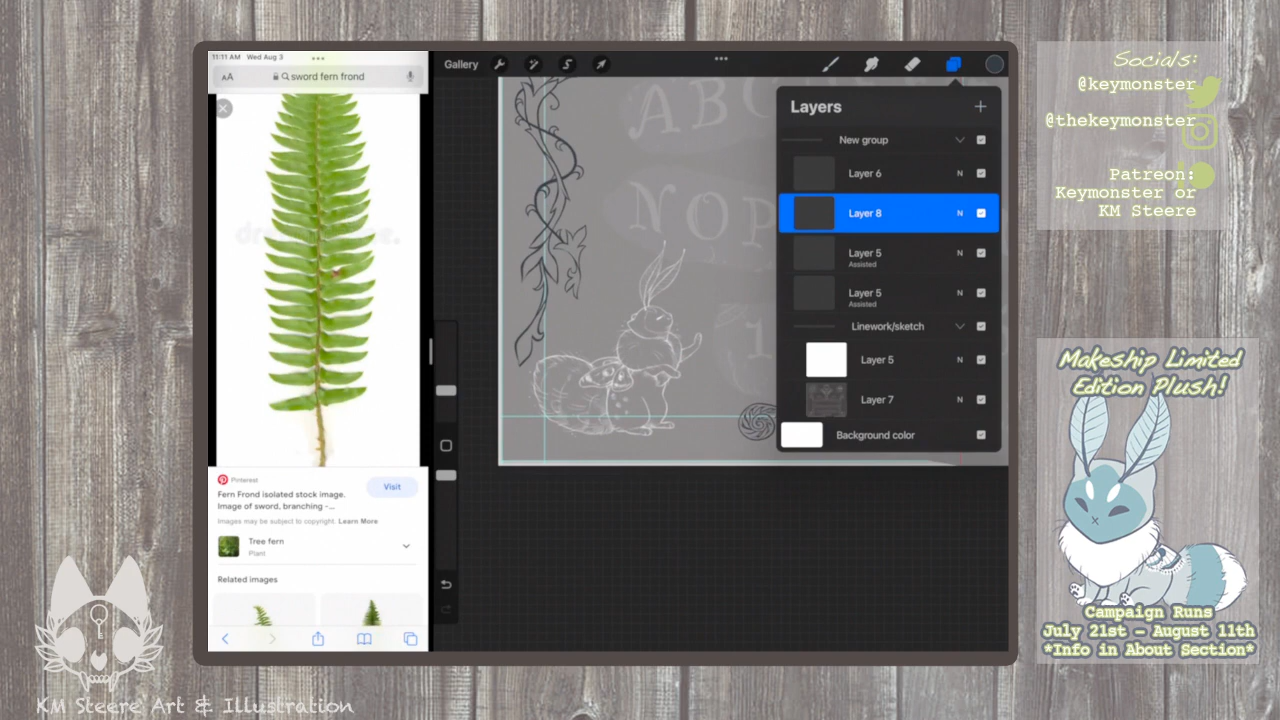 11:11 AM Wed Aug 3
AA
sword fern frond
Pinterest
Fern Frond isolated stock image.
Image of sword, branching -...
Visit
Images may be subject to copyright. Learn More
Tree fern
Plant
Related images
Gallery
A B C
N O P
1
Layers
New group
Layer 6 N
Layer 8 N
Layer 5 N
Assisted
Layer 5 N
Assisted
Linework/sketch
Layer 5 N
Layer 7 N
Background color
Socials:
@keymonster
@thekeymonster
Patreon:
Keymonster or
KM Steere
Makeship Limited
Edition Plush!
Campaign Runs
July 21st - August 11th
*Info in About Section*
KM Steere Art & Illustration